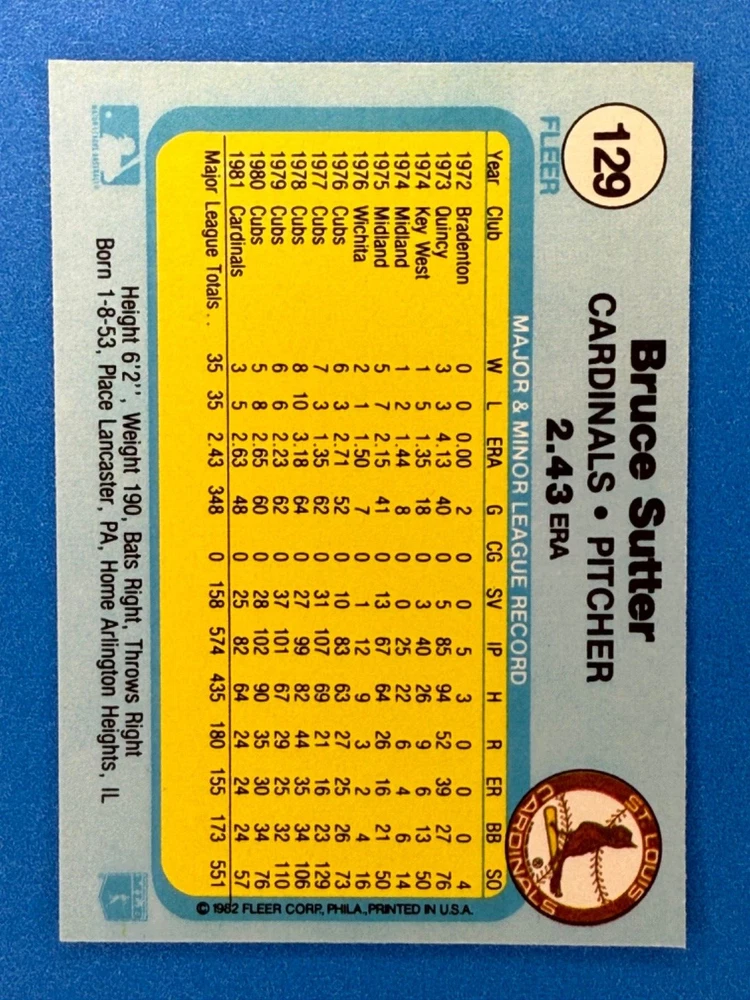 129
FLEER
Bruce Sutter
CARDINALS • PITCHER
2.43 ERA
ST. LOUIS
CARDINALS
®
MAJOR & MINOR LEAGUE RECORD
Year Club W L ERA G CG SV IP H R ER BB SO
1972 Bradenton 0 0 0.00 2 0 0 5 3 0 0 0 4
1973 Quincy 3 3 4.13 40 0 5 85 94 52 39 27 76
1974 Key West 1 5 1.35 18 0 3 40 26 9 6 13 50
1974 Midland 1 2 1.44 8 0 0 25 22 6 4 6 14
1975 Midland 5 7 2.15 41 0 13 67 64 26 16 21 50
1976 Wichita 2 1 1.50 7 0 1 12 9 3 2 4 16
1976 Cubs 6 3 2.71 52 0 10 83 63 27 25 26 73
1977 Cubs 7 3 1.35 62 0 31 107 69 21 16 23 129
1978 Cubs 8 10 3.18 64 0 27 99 82 44 35 34 106
1979 Cubs 6 6 2.23 62 0 37 101 67 29 25 32 110
1980 Cubs 5 8 2.65 60 0 28 102 90 35 30 34 76
1981 Cardinals 3 5 2.63 48 0 25 82 64 24 24 24 57
Major League Totals . . 35 35 2.43 348 0 158 574 435 180 155 173 551
© 1982 FLEER CORP., PHILA., PRINTED IN U.S.A.
Height 6'2'', Weight 190, Bats Right, Throws Right
Born 1-8-53, Place Lancaster, PA, Home Arlington Heights, IL